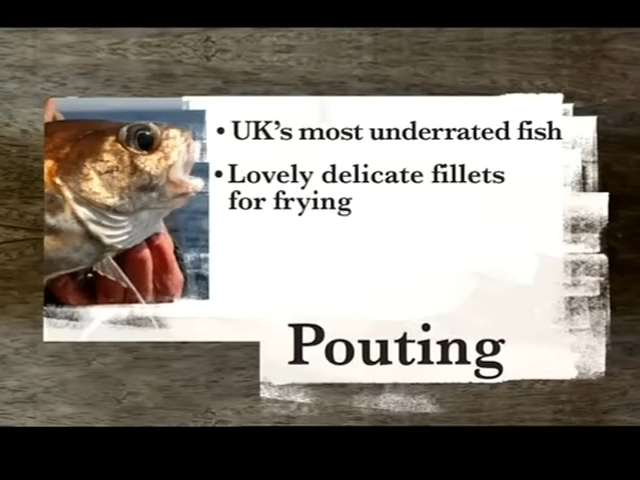 • UK's most underrated fish
• Lovely delicate fillets
for frying
Pouting